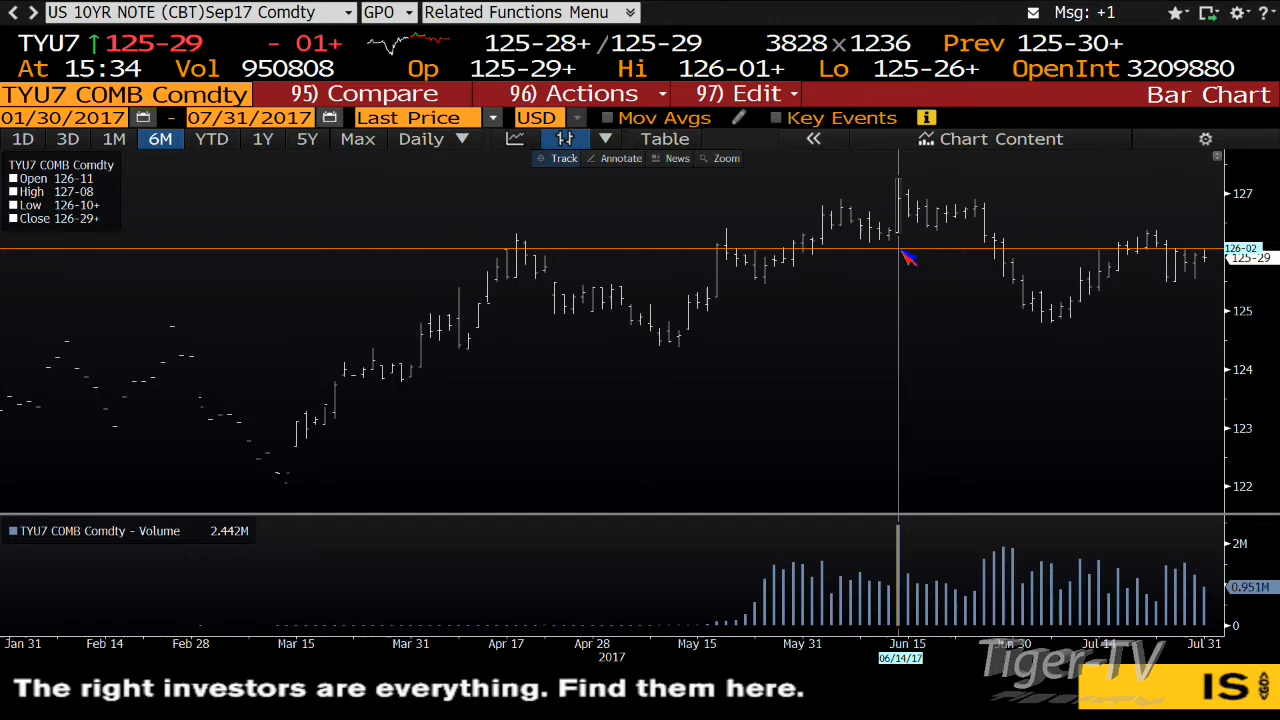 US 10YR NOTE (CBT)Sep17 Comdty GPO Related Functions Menu Msg: +1
TYU7 ↑125-29 - 01+ 125-28+/125-29 3828x1236 Prev 125-30+
At 15:34 Vol 950808 Op 125-29+ Hi 126-01+ Lo 125-26+ OpenInt 3209880
TYU7 COMB Comdty 95) Compare 96) Actions 97) Edit Bar Chart
01/30/2017 - 07/31/2017 Last Price USD Mov Avgs Key Events
1D 3D 1M 6M YTD 1Y 5Y Max Daily Table Chart Content
Track Annotate News Zoom
TYU7 COMB Comdty
Open 126-11
High 127-08
Low 126-10+
Close 126-29+
127
126-02
125-29
125
124
123
122
TYU7 COMB Comdty - Volume 2.442M
2M
0.951M
0
Jan 31 Feb 14 Feb 28 Mar 15 Mar 31 Apr 17 Apr 28 May 15 May 31 Jun 15 Jun 30 Jul 14 Jul 31
2017 06/14/17
Tiger-TV
The right investors are everything. Find them here. IS